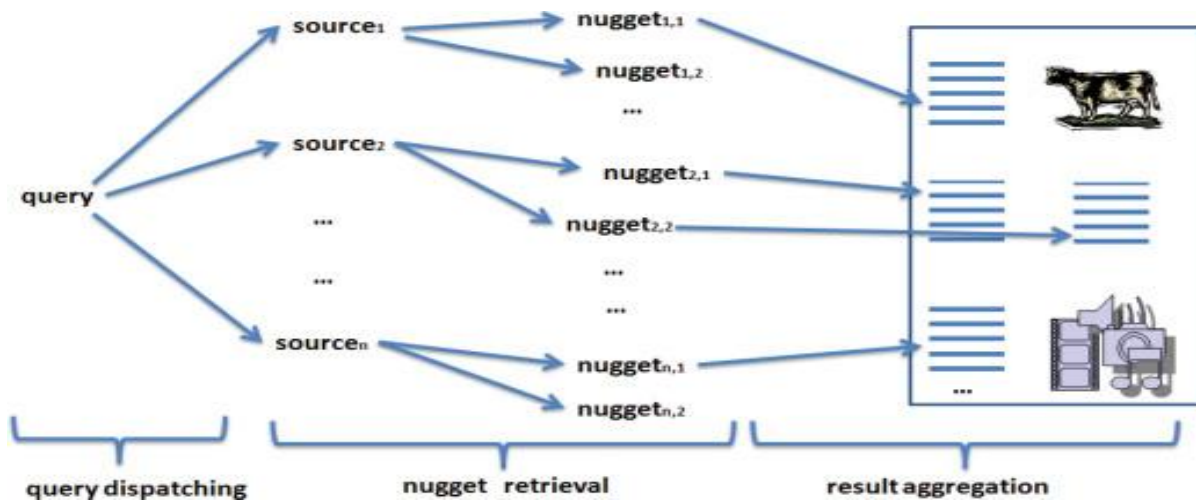 source1
nugget1,1
nugget1,2
...
source2
nugget2,1
query
...
nugget2,2
...
...
...
sourcen
nuggetn,1
...
nuggetn,2
query dispatching
nugget retrieval
result aggregation